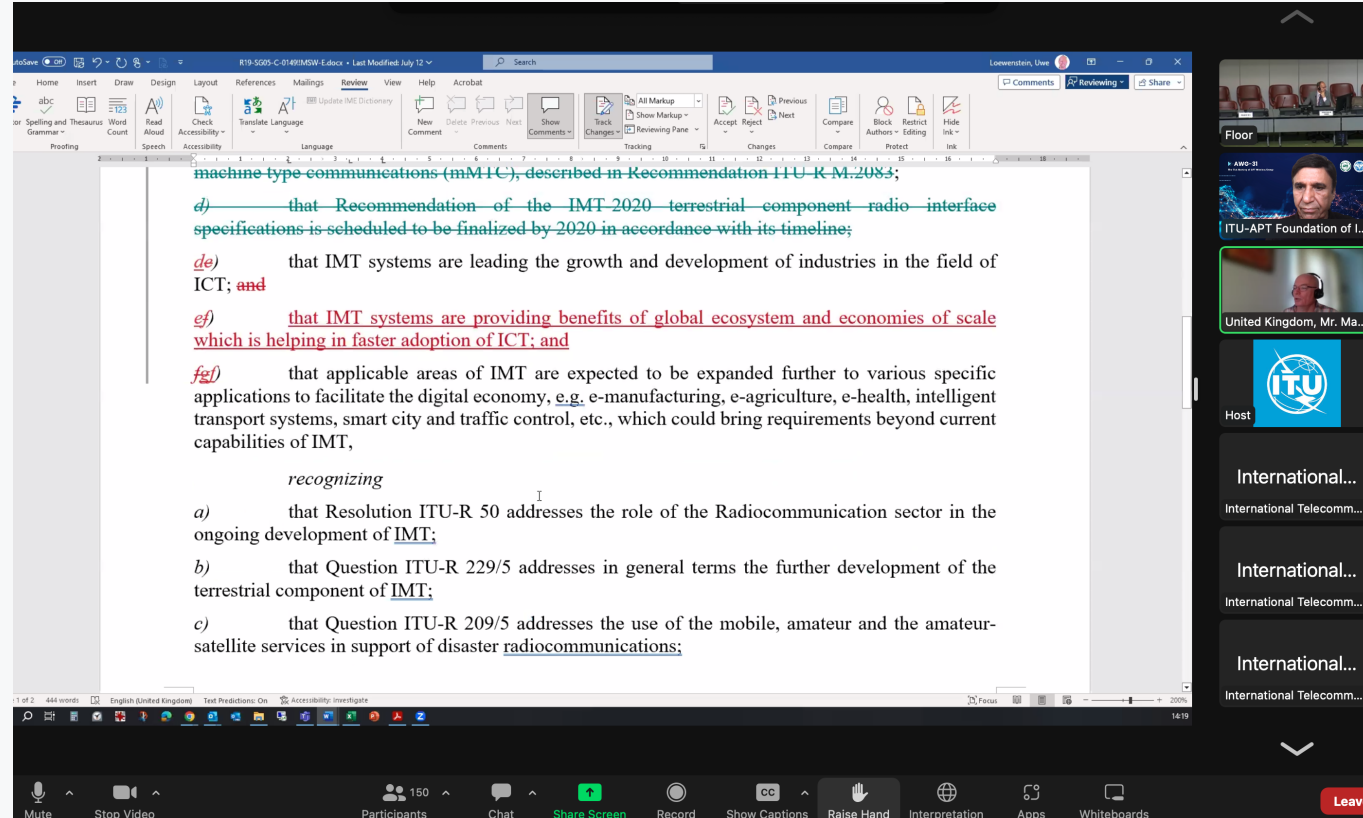 AutoSave Off
R19-SG05-C-0149!!MSW-E.docx • Last Modified: July 12
Search
Loewenstein, Uwe
Home Insert Draw Design Layout References Mailings Review View Help Acrobat
Comments Reviewing Share
Spelling and Grammar
Thesaurus
Word Count
Read Aloud
Check Accessibility
Translate
Language
Update IME Dictionary
New Comment
Delete
Previous
Next
Show Comments
Track Changes
All Markup
Show Markup
Reviewing Pane
Accept
Reject
Previous
Next
Compare
Block Authors
Restrict Editing
Hide Ink
Proofing Speech Accessibility Language Comments Tracking Changes Compare Protect Ink
machine type communications (mMTC), described in Recommendation ITU-R M.2083;
d) that Recommendation of the IMT-2020 terrestrial component radio interface
specifications is scheduled to be finalized by 2020 in accordance with its timeline;
de) that IMT systems are leading the growth and development of industries in the field of
ICT; and
ef) that IMT systems are providing benefits of global ecosystem and economies of scale
which is helping in faster adoption of ICT; and
fgf) that applicable areas of IMT are expected to be expanded further to various specific
applications to facilitate the digital economy, e.g. e-manufacturing, e-agriculture, e-health, intelligent
transport systems, smart city and traffic control, etc., which could bring requirements beyond current
capabilities of IMT,
recognizing
a) that Resolution ITU-R 50 addresses the role of the Radiocommunication sector in the
ongoing development of IMT;
b) that Question ITU-R 229/5 addresses in general terms the further development of the
terrestrial component of IMT;
c) that Question ITU-R 209/5 addresses the use of the mobile, amateur and the amateur-
satellite services in support of disaster radiocommunications;
1 of 2 444 words English (United Kingdom) Text Predictions: On Accessibility: Investigate
Focus 200%
14:19
Floor
AWG-31
ITU-APT Foundation of I...
United Kingdom, Mr. Ma...
ITU
Host
International...
International Telecomm...
International...
International Telecomm...
International...
International Telecomm...
Mute
Stop Video
150
Participants
Chat
Share Screen
Record
CC
Show Captions
Raise Hand
Interpretation
Apps
Whiteboards
Leav